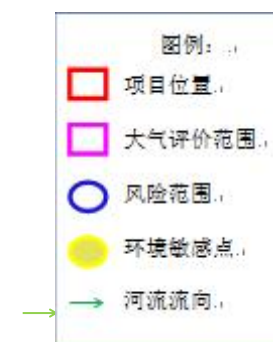 图例：
项目位置
大气评价范围
风险范围
环境敏感点
河流流向